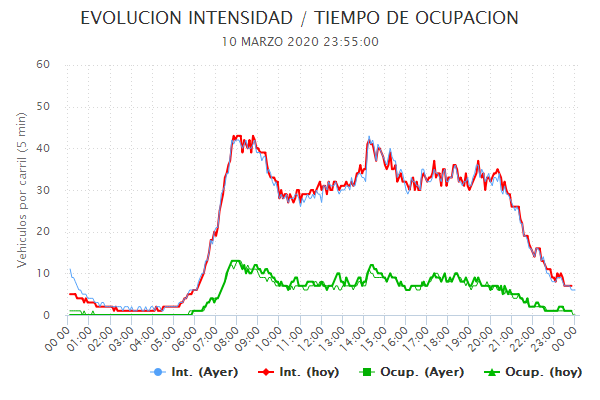 EVOLUCION INTENSIDAD / TIEMPO DE OCUPACION
10 MARZO 2020 23:55:00
Vehiculos por carril (5 min)
60
50
40
30
20
10
0
00:00 01:00 02:00 03:00 04:00 05:00 06:00 07:00 08:00 09:00 10:00 11:00 12:00 13:00 14:00 15:00 16:00 17:00 18:00 19:00 20:00 21:00 22:00 23:00 00:00
Int. (Ayer) Int. (hoy) Ocup. (Ayer) Ocup. (hoy)